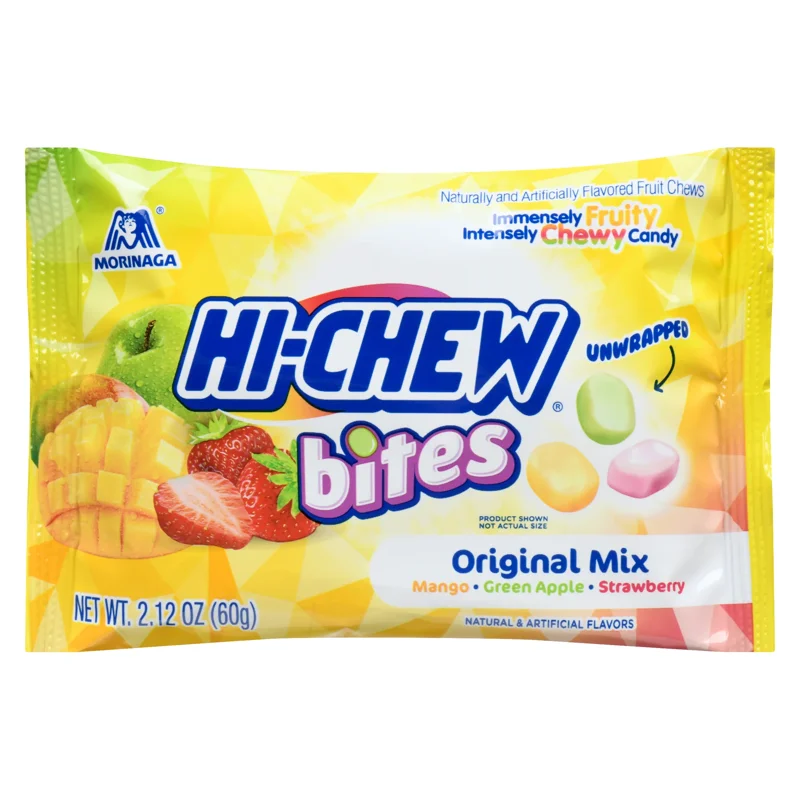 MORINAGA
®
Naturally and Artificially Flavored Fruit Chews
Immensely Fruity
Intensely Chewy Candy
HI-CHEW®
bites
UNWRAPPED
PRODUCT SHOWN
NOT ACTUAL SIZE
Original Mix
Mango • Green Apple • Strawberry
NET WT. 2.12 OZ (60g)
NATURAL & ARTIFICIAL FLAVORS